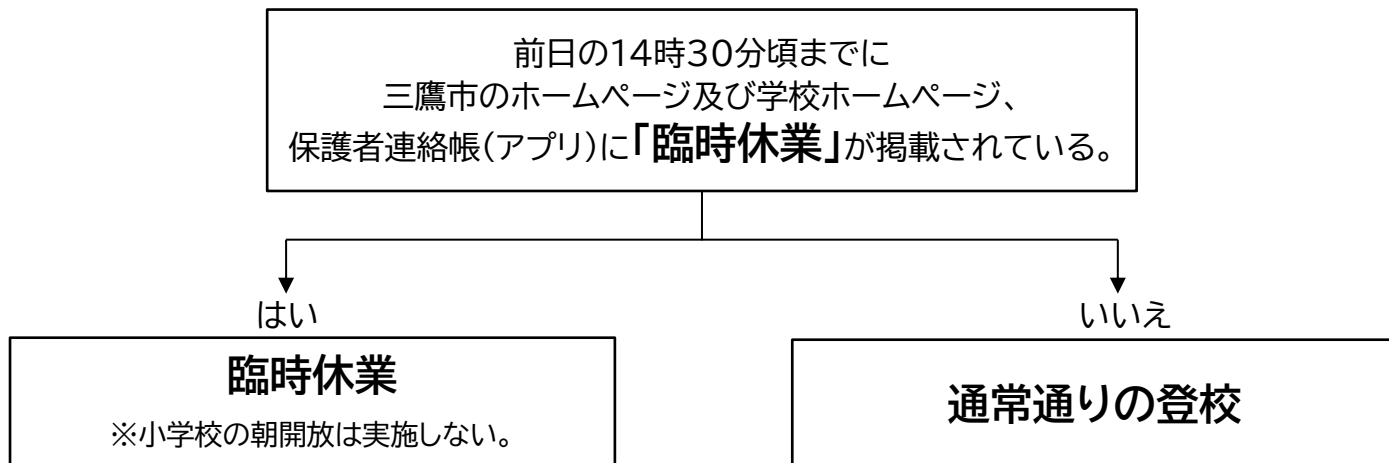 前日の14時30分頃までに
三鷹市のホームページ及び学校ホームページ、
保護者連絡帳(アプリ)に「臨時休業」が掲載されている。
はい
いいえ
臨時休業
※小学校の朝開放は実施しない。
通常通りの登校